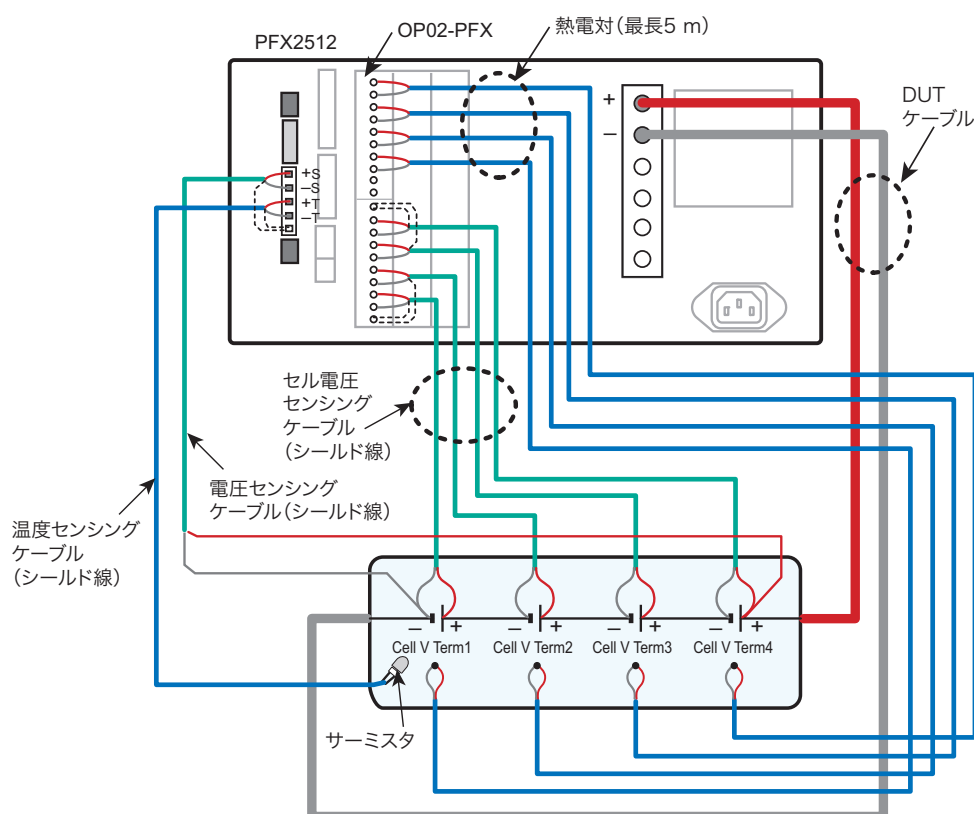 熱電対(最長5 m)
OP02-PFX
PFX2512
DUT
ケーブル
+
−
+S
−S
+T
−T
セル電圧
センシング
ケーブル
(シールド線)
電圧センシング
ケーブル(シールド線)
温度センシング
ケーブル
(シールド線)
− + − + − + − +
Cell V Term1 Cell V Term2 Cell V Term3 Cell V Term4
サーミスタ